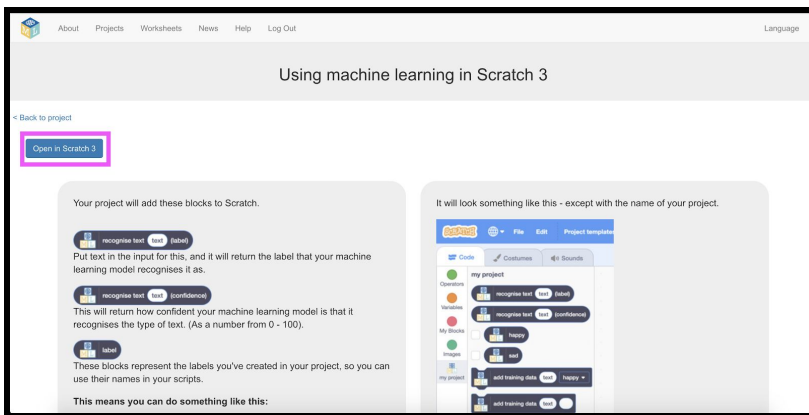 About Projects Worksheets News Help Log Out Language
Using machine learning in Scratch 3
< Back to project
Open in Scratch 3
Your project will add these blocks to Scratch.
recognise text text (label)
Put text in the input for this, and it will return the label that your machine
learning model recognises it as.
recognise text text (confidence)
This will return how confident your machine learning model is that it
recognises the type of text. (As a number from 0 - 100).
label
These blocks represent the labels you've created in your project, so you can
use their names in your scripts.
This means you can do something like this:
It will look something like this - except with the name of your project.
SCRATCH File Edit Project templates
Code Costumes Sounds
Operators
Variables
My Blocks
Images
my project
my project
recognise text text (label)
recognise text text (confidence)
happy
sad
add training data text happy
add training data text